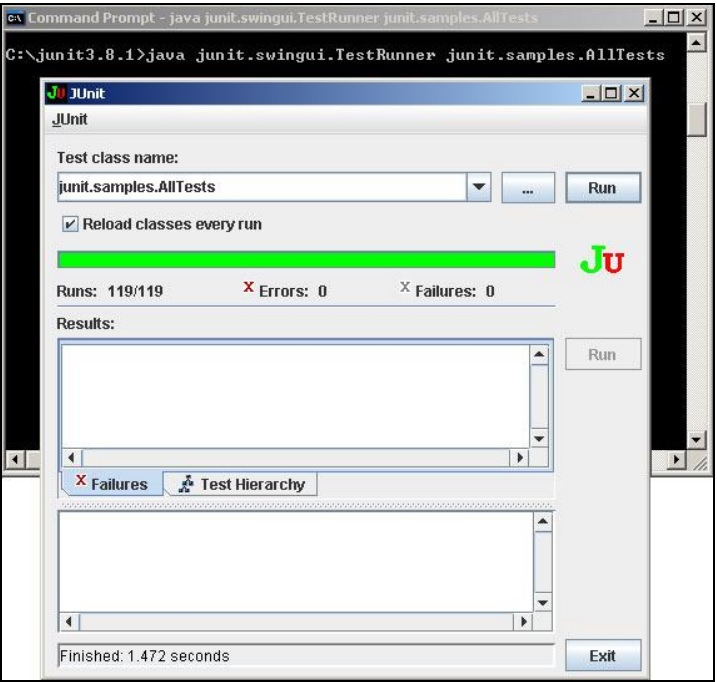 Command Prompt - java junit.swingui.TestRunner junit.samples.AllTests
C:\junit3.8.1>java junit.swingui.TestRunner junit.samples.AllTests
JU JUnit
JUnit
Test class name:
junit.samples.AllTests
...
Run
Reload classes every run
JU
Runs: 119/119
X Errors: 0
X Failures: 0
Results:
Run
X Failures
Test Hierarchy
Finished: 1.472 seconds
Exit